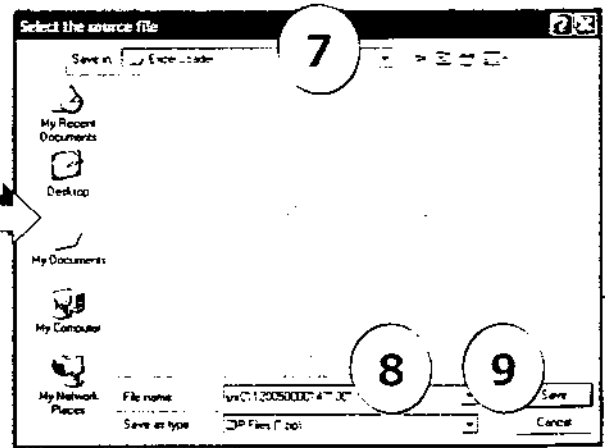 Select the source file
7
Save in
My Recent
Documents
Desktop
My Documents
My Computer
My Network
Places
8
9
File name
Save
Save as type
Cancel